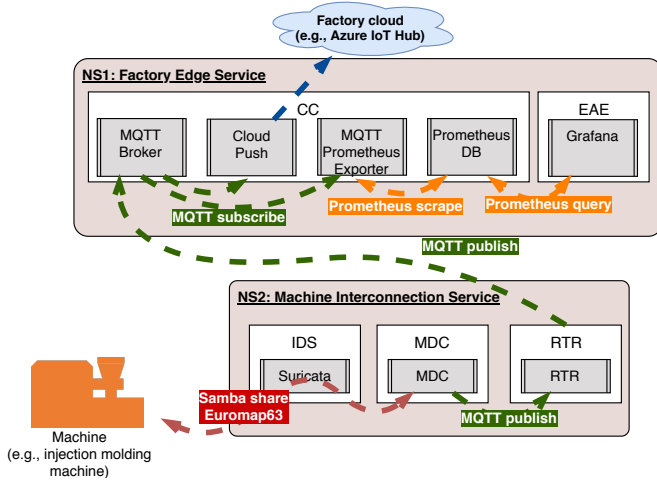 Factory cloud
(e.g., Azure IoT Hub)
NS1: Factory Edge Service
CC
EAE
MQTT
Broker
Cloud
Push
MQTT
Prometheus
Exporter
Prometheus
DB
Grafana
MQTT subscribe
Prometheus scrape
Prometheus query
MQTT publish
NS2: Machine Interconnection Service
IDS
MDC
RTR
Suricata
MDC
RTR
Samba share
Euromap63
MQTT publish
Machine
(e.g., injection molding
machine)